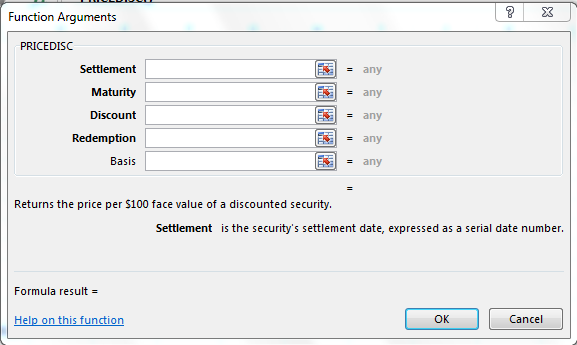 Function Arguments
?
PRICEDISC
Settlement = any
Maturity = any
Discount = any
Redemption = any
Basis = any
=
Returns the price per $100 face value of a discounted security.
Settlement is the security's settlement date, expressed as a serial date number.
Formula result =
Help on this function
OK Cancel